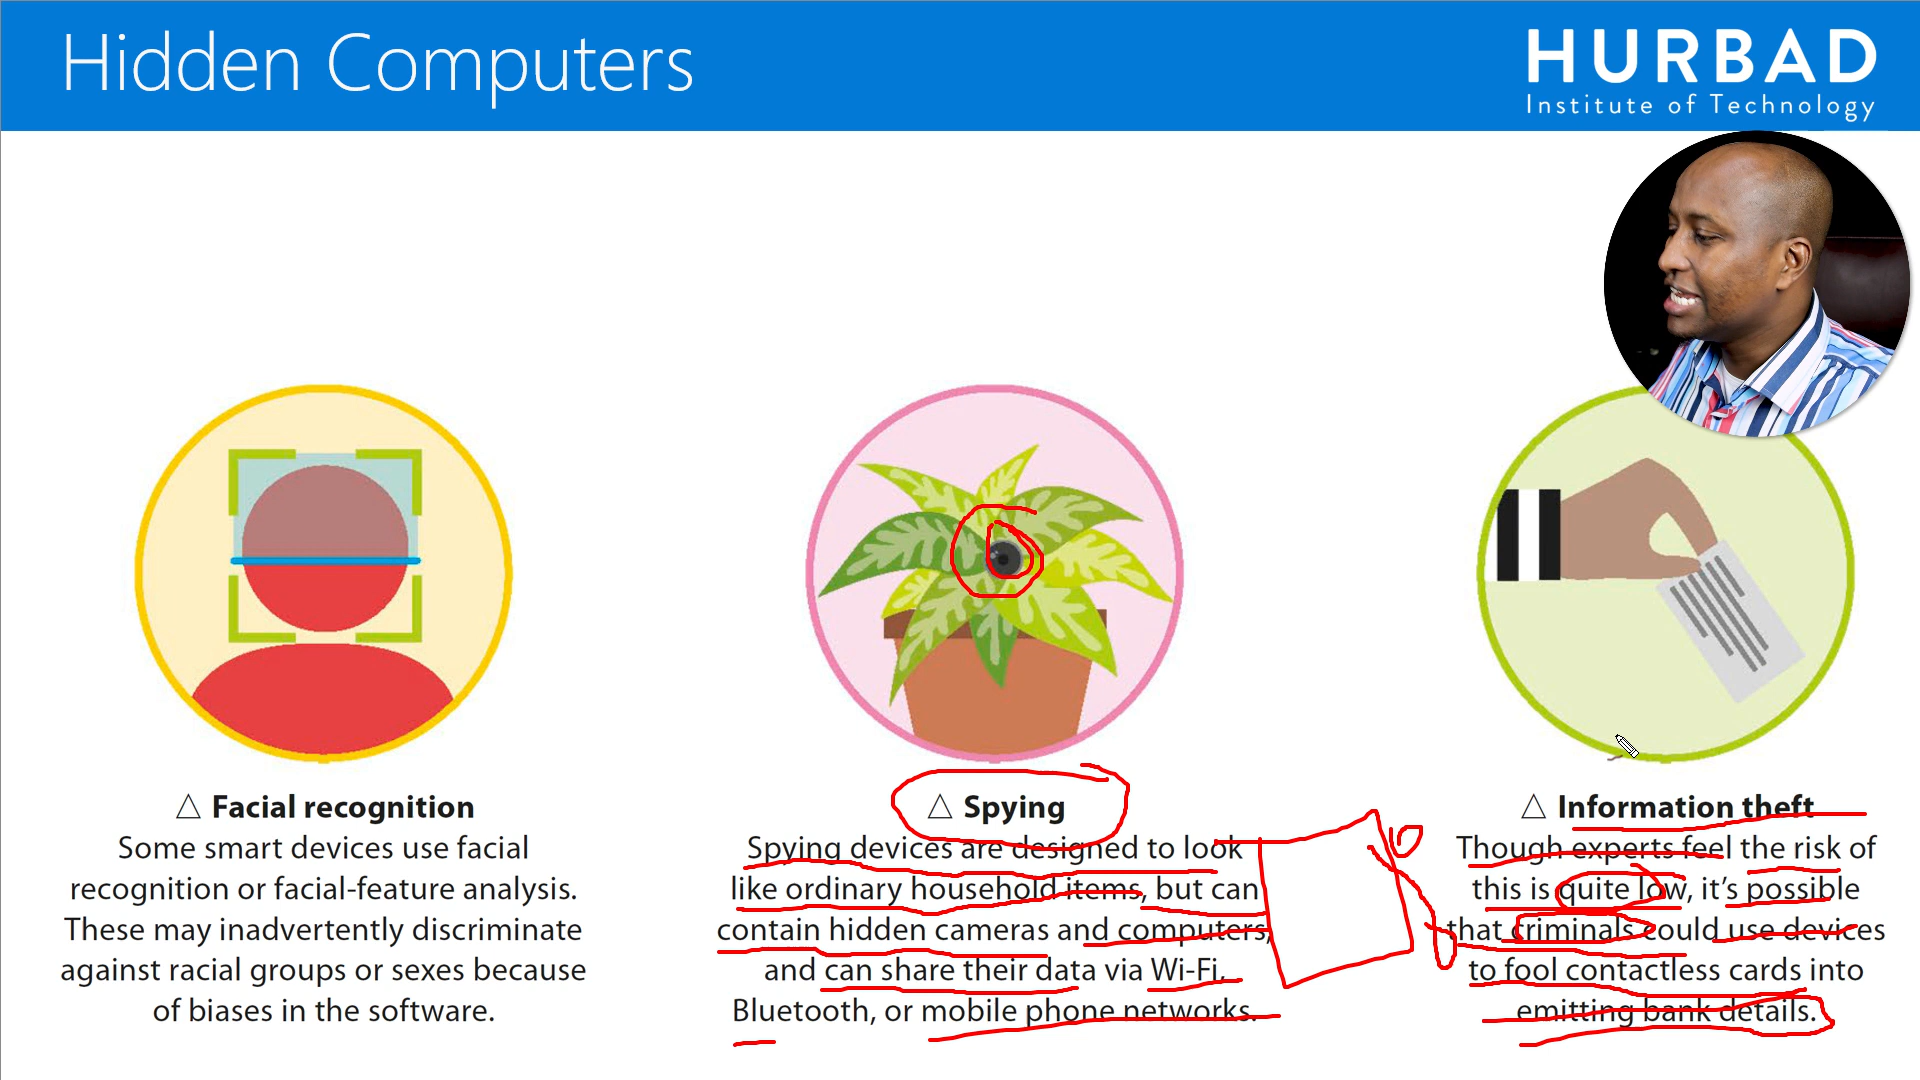 Hidden Computers
HURBAD
Institute of Technology
△ Facial recognition
Some smart devices use facial
recognition or facial-feature analysis.
These may inadvertently discriminate
against racial groups or sexes because
of biases in the software.
△ Spying
Spying devices are designed to look
like ordinary household items, but can
contain hidden cameras and computers,
and can share their data via Wi-Fi,
Bluetooth, or mobile phone networks.
△ Information theft
Though experts feel the risk of
this is quite low, it’s possible
that criminals could use devices
to fool contactless cards into
emitting bank details.